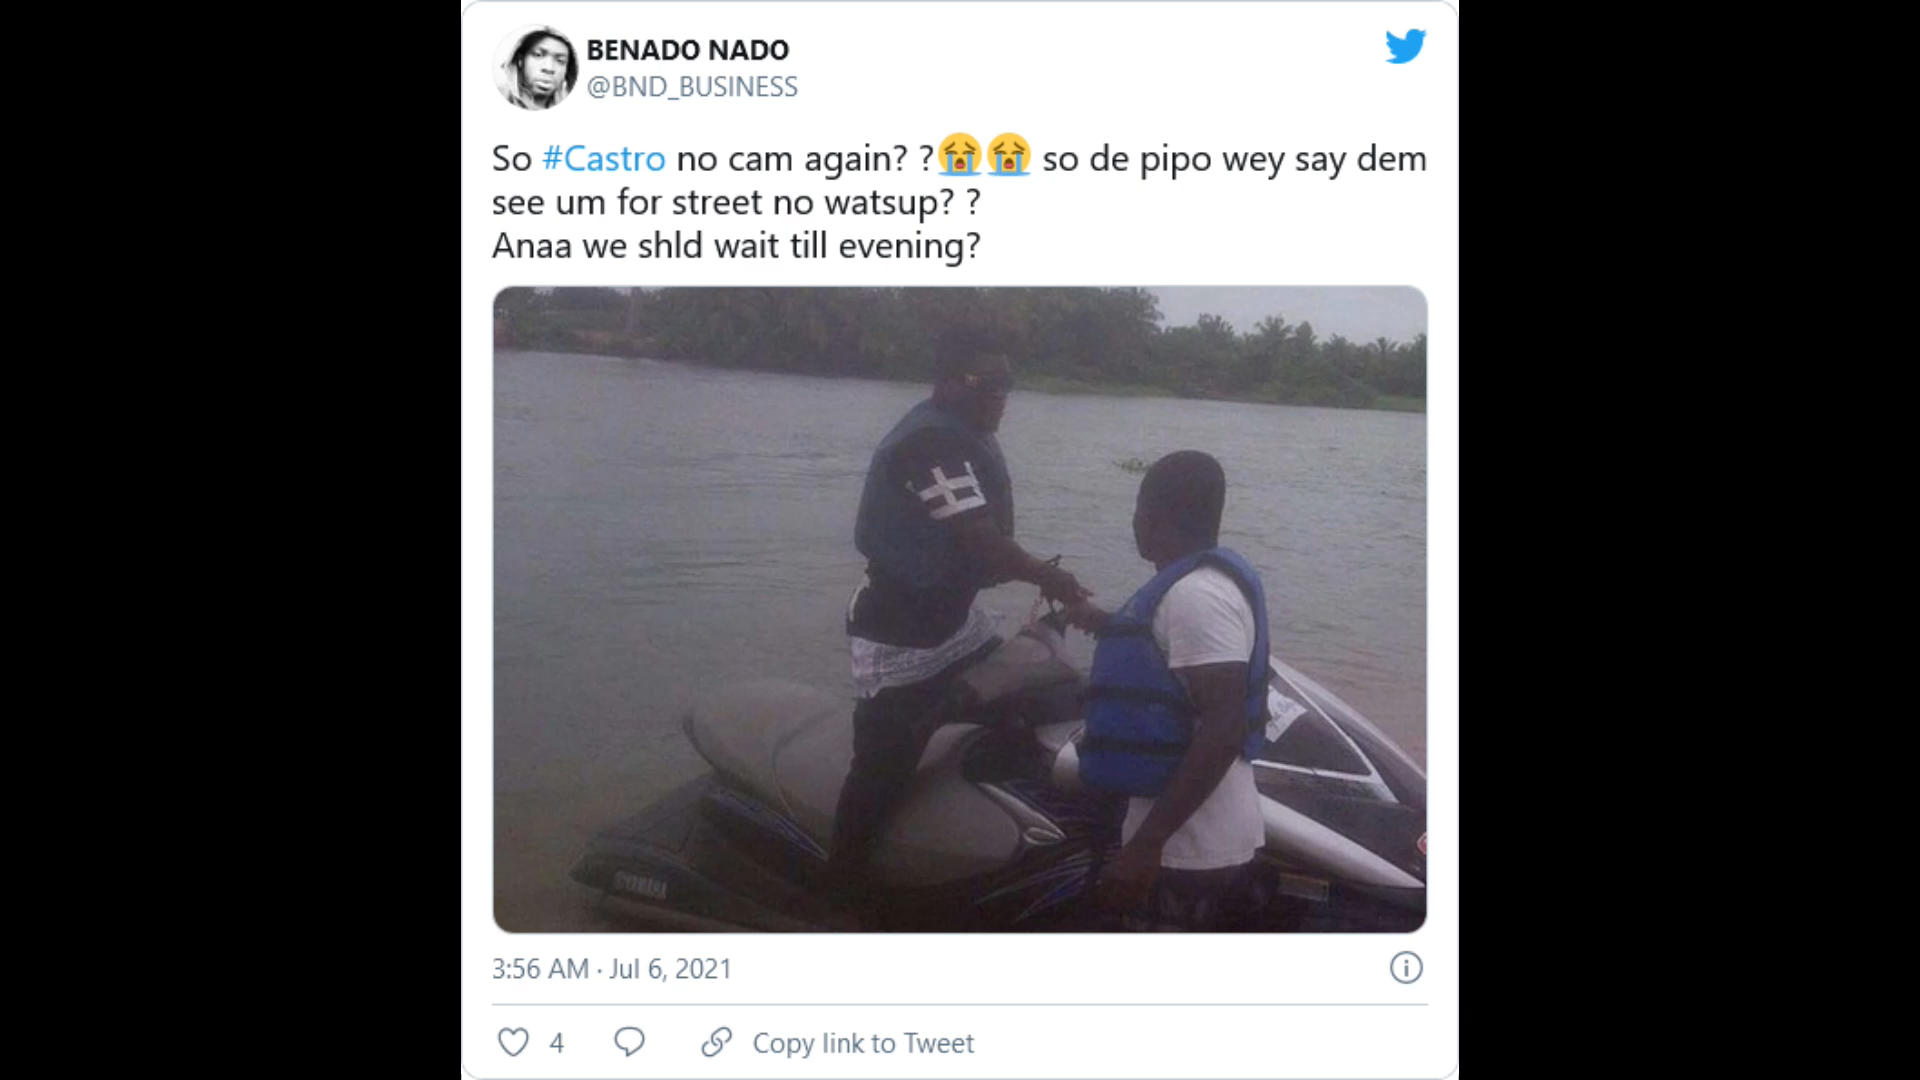 BENADO NADO
@BND_BUSINESS
So #Castro no cam again? ?😭😭 so de pipo wey say dem
see um for street no watsup? ?
Anaa we shld wait till evening?
3:56 AM · Jul 6, 2021
4
Copy link to Tweet